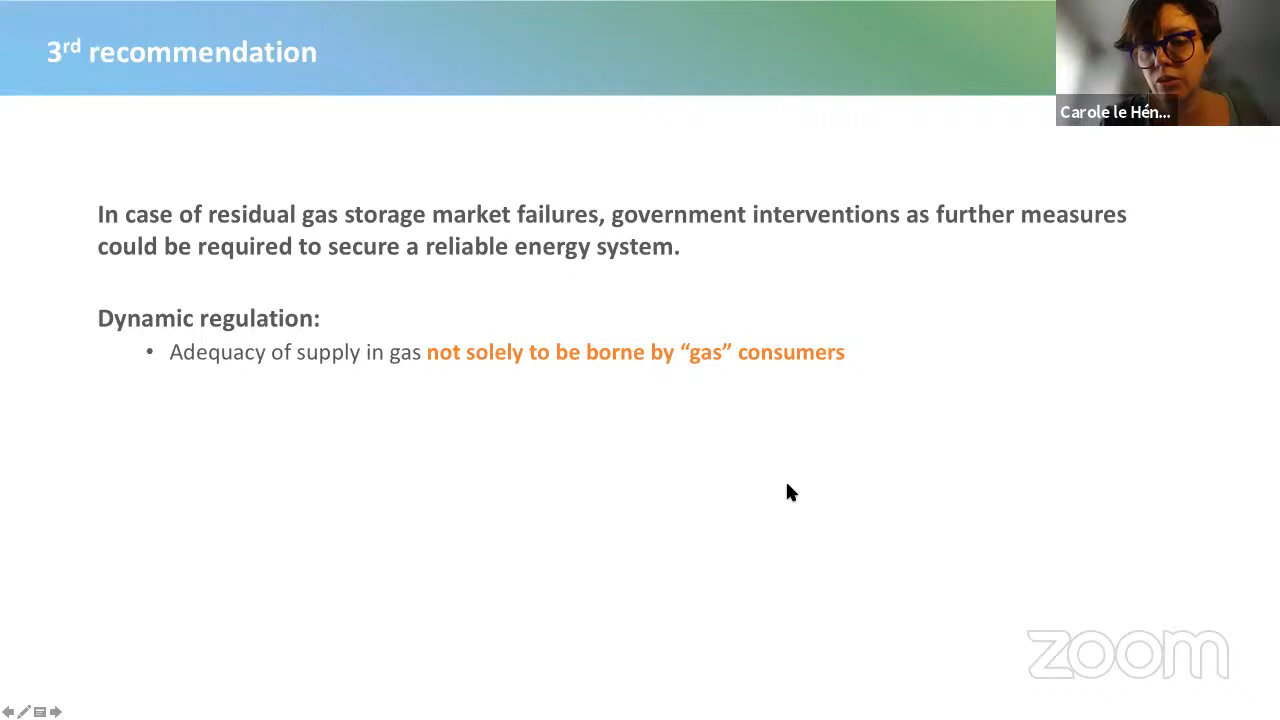 3rd recommendation
Carole le Hén...
In case of residual gas storage market failures, government interventions as further measures
could be required to secure a reliable energy system.
Dynamic regulation:
• Adequacy of supply in gas not solely to be borne by “gas” consumers
zoom